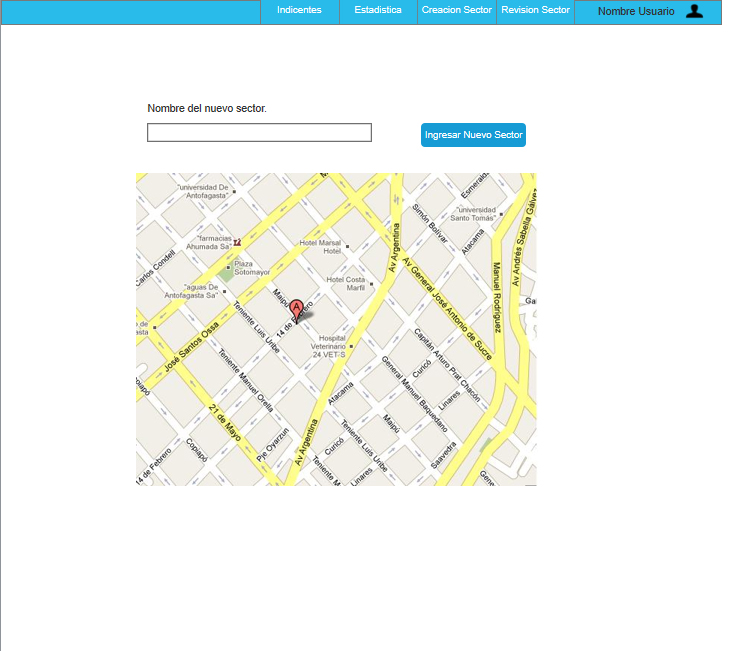 Indicentes
Estadistica
Creacion Sector
Revision Sector
Nombre Usuario
Nombre del nuevo sector.
Ingresar Nuevo Sector
"universidad De
Antofagasta"
Esmeralda
Simón Bolívar
"universidad
Santo Tomás"
Atacama
Av Andrés Sabella Gálvez
Av Argentina
"farmacias
Ahumada Sa"
Hotel Marsal
Hotel
Carlos Condell
Plaza
Sotomayor
Av General José Antonio de Sucre
Manuel Rodríguez
Hotel Costa
Marfil
"aguas De
Antofagasta Sa"
Maipú
A
14 de Febrero
Teniente Luis Uribe
José Santos Ossa
Hospital
Veterinario
24 VET-S
Capitán Arturo Prat Chacón
Teniente Manuel Orella
General Manuel Baquedano
Curicó
Linares
Atacama
Copiapó
21 de Mayo
Maipú
Teniente Luis Uribe
Pje Oyarzun
Curicó
Av Argentina
Copiapó
14 de Febrero
Saavedra
Teniente M
Linares